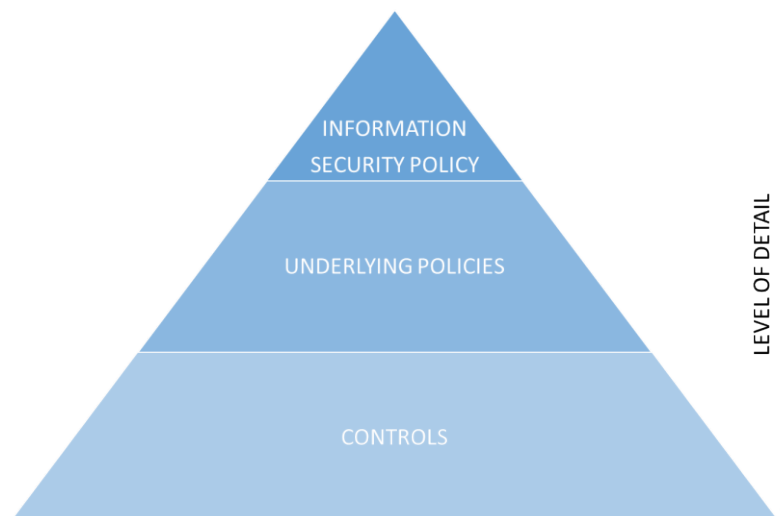 INFORMATION
SECURITY POLICY
UNDERLYING POLICIES
LEVEL OF DETAIL
CONTROLS